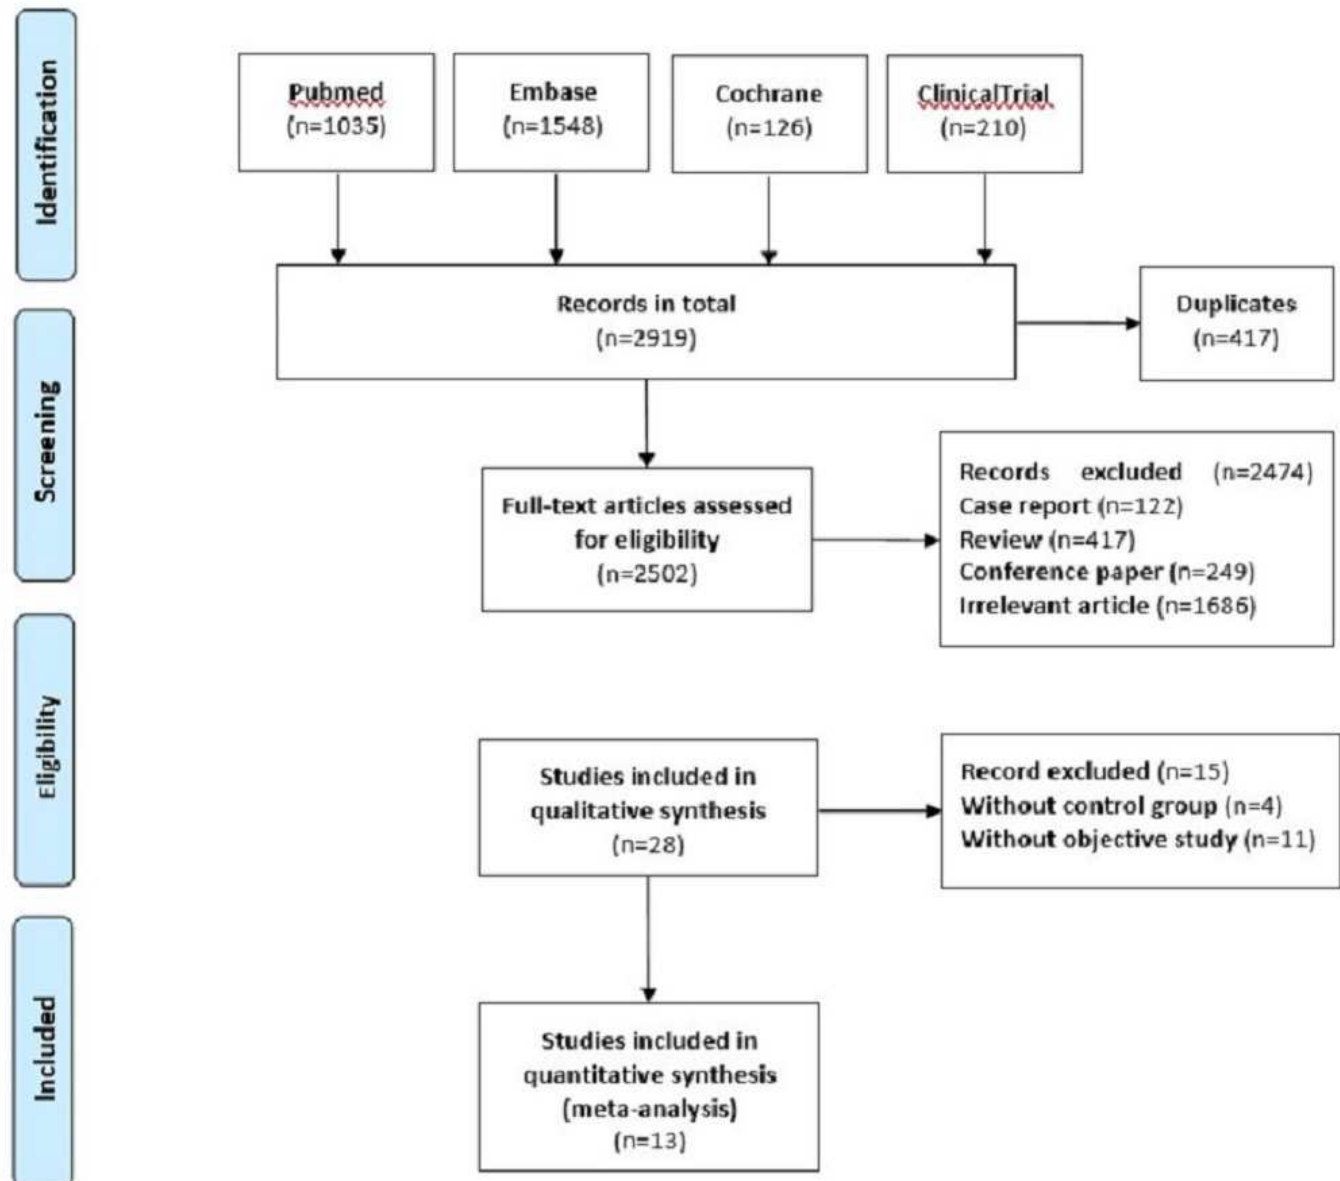 Identification
Pubmed
(n=1035)
Embase
(n=1548)
Cochrane
(n=126)
ClinicalTrial
(n=210)
Records in total
(n=2919)
Duplicates
(n=417)
Screening
Full-text articles assessed
for eligibility
(n=2502)
Records excluded (n=2474)
Case report (n=122)
Review (n=417)
Conference paper (n=249)
Irrelevant article (n=1686)
Eligibility
Studies included in
qualitative synthesis
(n=28)
Record excluded (n=15)
Without control group (n=4)
Without objective study (n=11)
Included
Studies included in
quantitative synthesis
(meta-analysis)
(n=13)